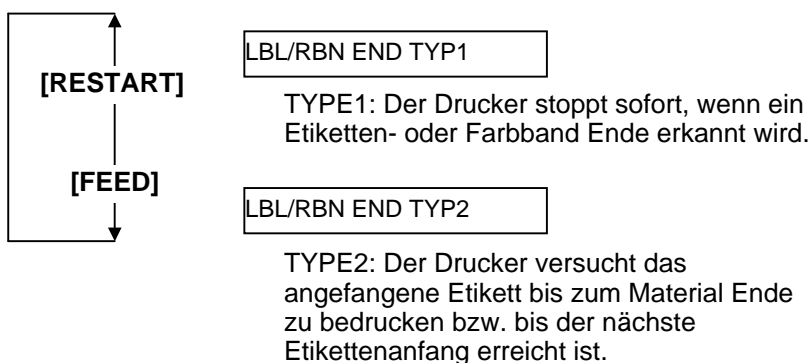 LBL/RBN END TYP1
[RESTART]
TYPE1: Der Drucker stoppt sofort, wenn ein
Etiketten- oder Farbband Ende erkannt wird.
[FEED]
LBL/RBN END TYP2
TYPE2: Der Drucker versucht das
angefangene Etikett bis zum Material Ende
zu bedrucken bzw. bis der nächste
Etikettenanfang erreicht ist.